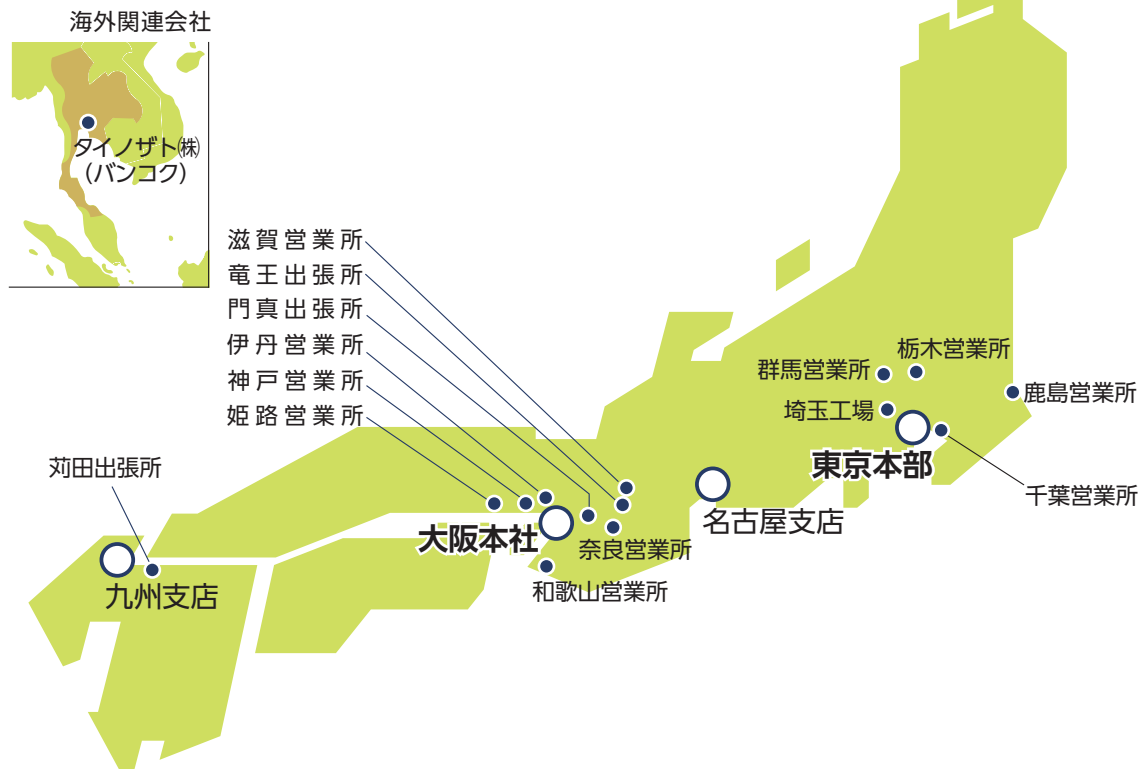 海外関連会社
タイノザト㈱
(バンコク)
滋賀営業所
竜王出張所
門真出張所
伊丹営業所
神戸営業所
姫路営業所
苅田出張所
九州支店
大阪本社
奈良営業所
和歌山営業所
名古屋支店
群馬営業所
栃木営業所
埼玉工場
鹿島営業所
東京本部
千葉営業所